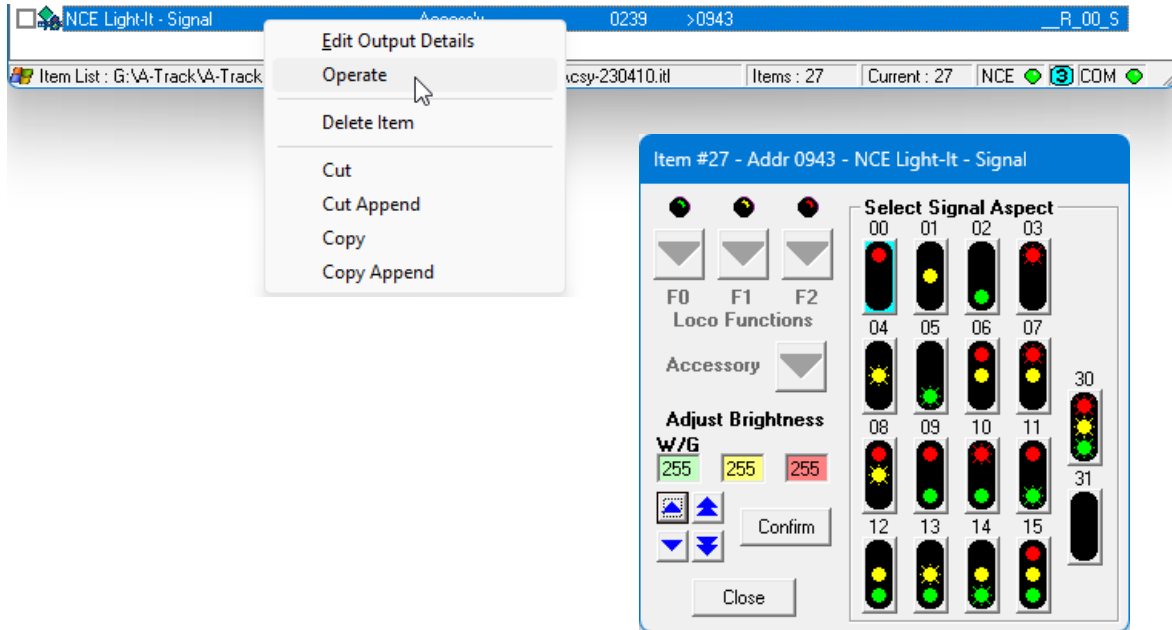 NCE Light-It - Signal 0239 >0943 __R_00_S
Edit Output Details
Operate
Delete Item
Cut
Cut Append
Copy
Copy Append
Item List : G:\A-Track\A-Track
\csy-230410.itl
Items : 27
Current : 27
NCE
3
COM
Item #27 - Addr 0943 - NCE Light-It - Signal
F0 F1 F2
Loco Functions
Accessory
Adjust Brightness
W/G
255 255 255
Confirm
Close
Select Signal Aspect
00 01 02 03
04 05 06 07
30
08 09 10 11
31
12 13 14 15